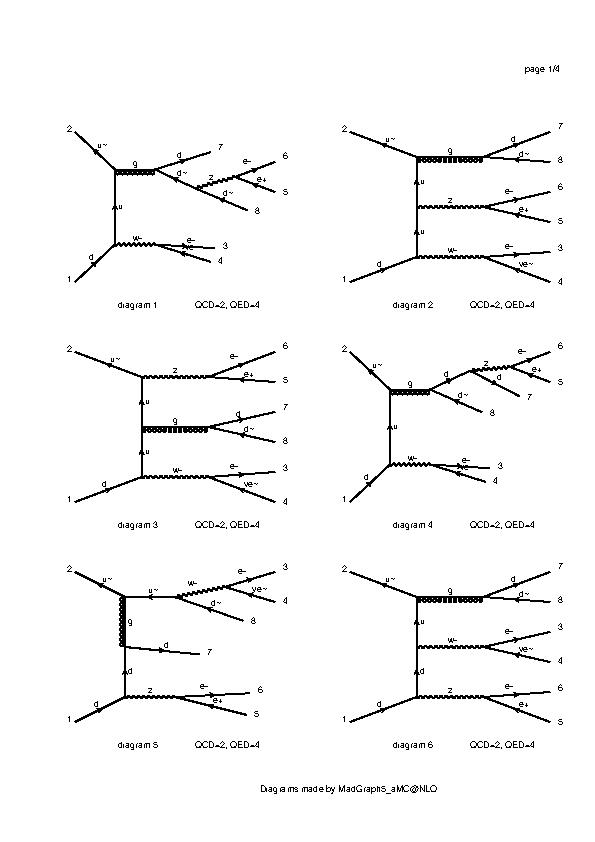 page 1/4
2 u~ g d 7
d~ z e- 6
e+ 5
d~ 8
u
d w- e- 3
ve~ 4
1
diagram 1 QCD=2, QED=4
2 u~ g d 7
d~ 8
u
z e- 6
e+ 5
u
d w- e- 3
ve~ 4
1
diagram 2 QCD=2, QED=4
2 u~ z e- 6
e+ 5
u
g d 7
d~ 8
u
d w- e- 3
ve~ 4
1
diagram 3 QCD=2, QED=4
2 u~ g d z e- 6
e+ 5
d 7
d~ 8
u
d w- e- 3
ve~ 4
1
diagram 4 QCD=2, QED=4
2 u~ u~ w- e- 3
ve~ 4
d~ 8
g
d 7
d
d z e- 6
e+ 5
1
diagram 5 QCD=2, QED=4
2 u~ g d 7
d~ 8
u
w- e- 3
ve~ 4
d
d z e- 6
e+ 5
1
diagram 6 QCD=2, QED=4
Diagrams made by MadGraph5_aMC@NLO